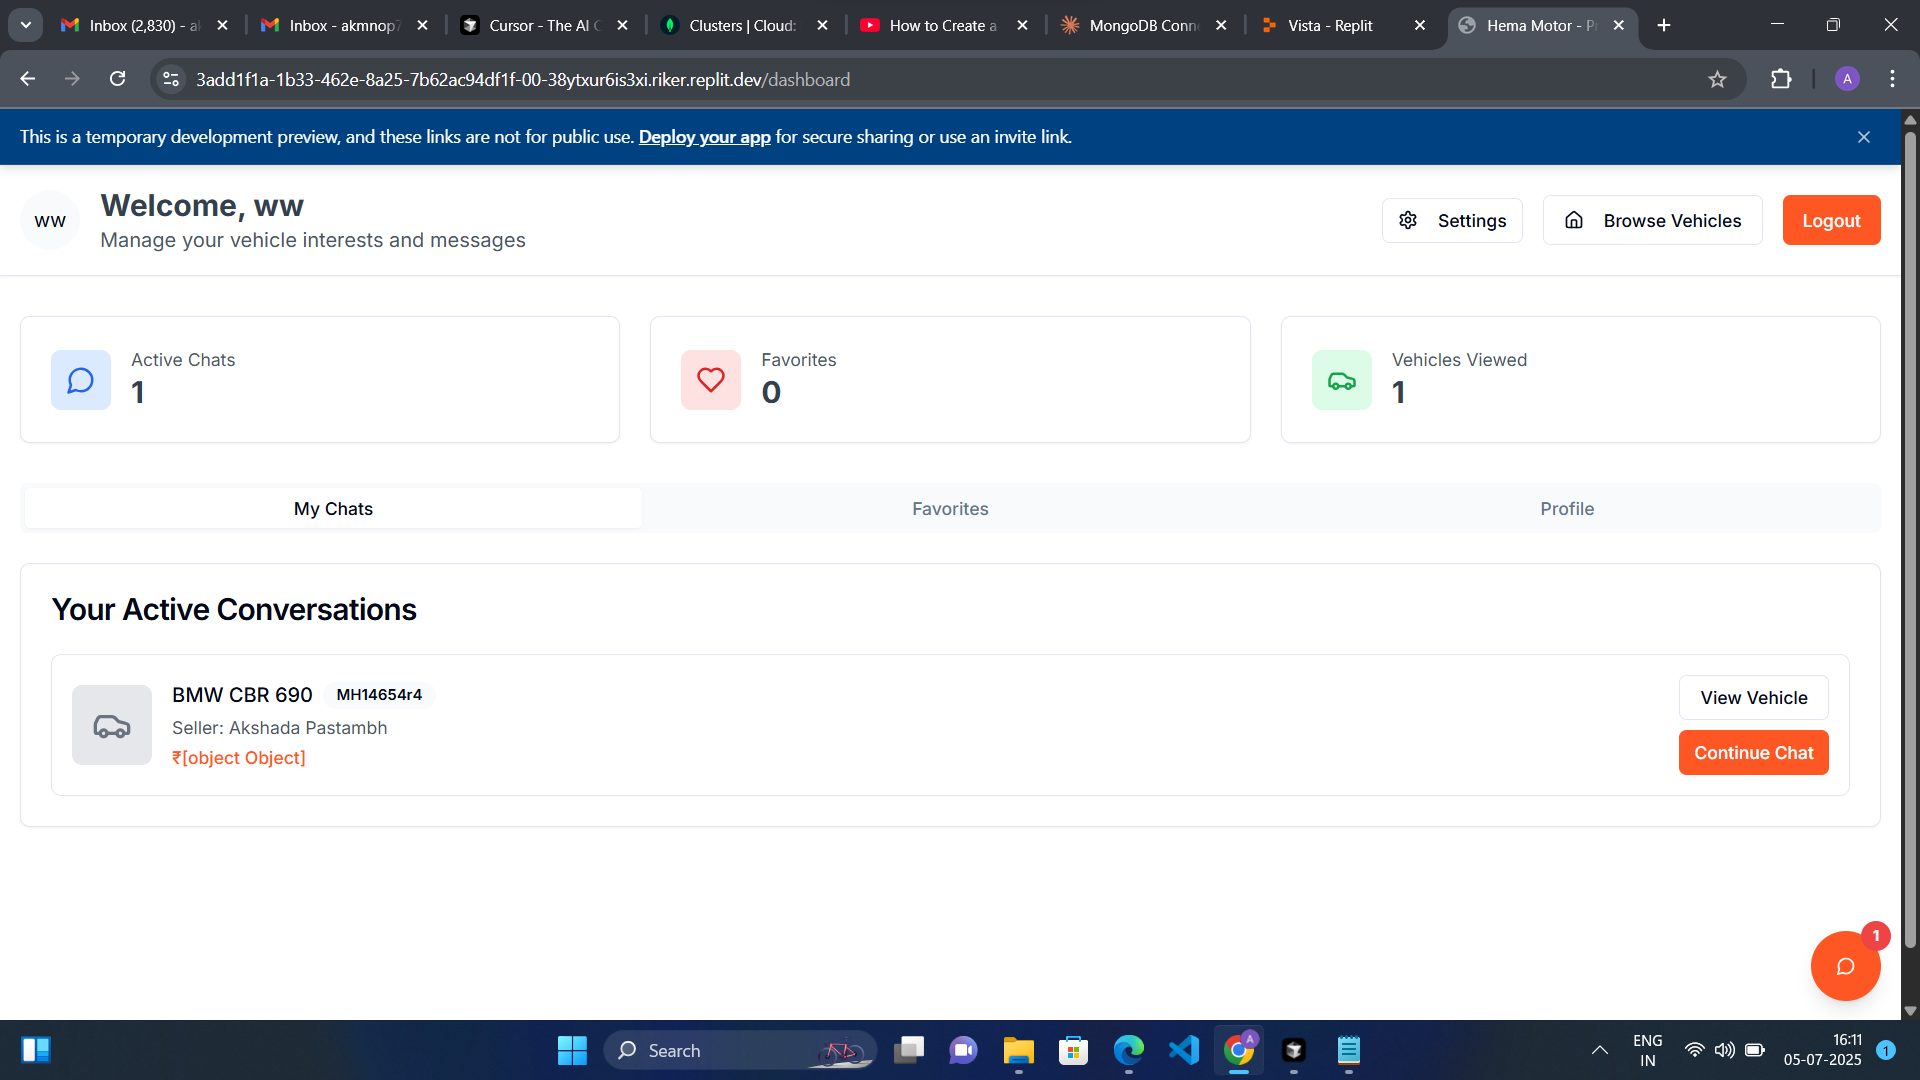 Inbox (2,830) - a
Inbox - akmnop7
Cursor - The AI C
Clusters | Cloud:
How to Create a
MongoDB Conn
Vista - Replit
Hema Motor - P
3add1f1a-1b33-462e-8a25-7b62ac94df1f-00-38ytxur6is3xi.riker.replit.dev/dashboard
A
This is a temporary development preview, and these links are not for public use. Deploy your app for secure sharing or use an invite link.
ww
Welcome, ww
Manage your vehicle interests and messages
Settings
Browse Vehicles
Logout
Active Chats
1
Favorites
0
Vehicles Viewed
1
My Chats
Favorites
Profile
Your Active Conversations
BMW CBR 690
MH14654r4
Seller: Akshada Pastambh
₹[object Object]
View Vehicle
Continue Chat
1
Search
A
ENG
IN
16:11
05-07-2025
1